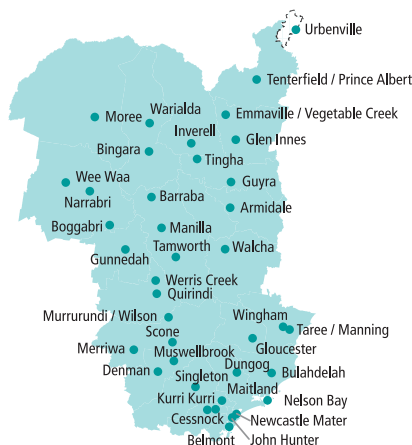 Urbenville
Tenterfield / Prince Albert
Emmaville / Vegetable Creek
Warialda
Moree
Inverell
Glen Innes
Bingara
Tingha
Wee Waa
Guyra
Narrabri
Barraba
Armidale
Boggabri
Manilla
Tamworth
Walcha
Gunnedah
Werris Creek
Quirindi
Murrurundi / Wilson
Wingham
Taree / Manning
Scone
Gloucester
Merriwa
Muswellbrook
Dungog
Denman
Singleton
Bulahdelah
Maitland
Kurri Kurri
Nelson Bay
Cessnock
Newcastle Mater
Belmont
John Hunter